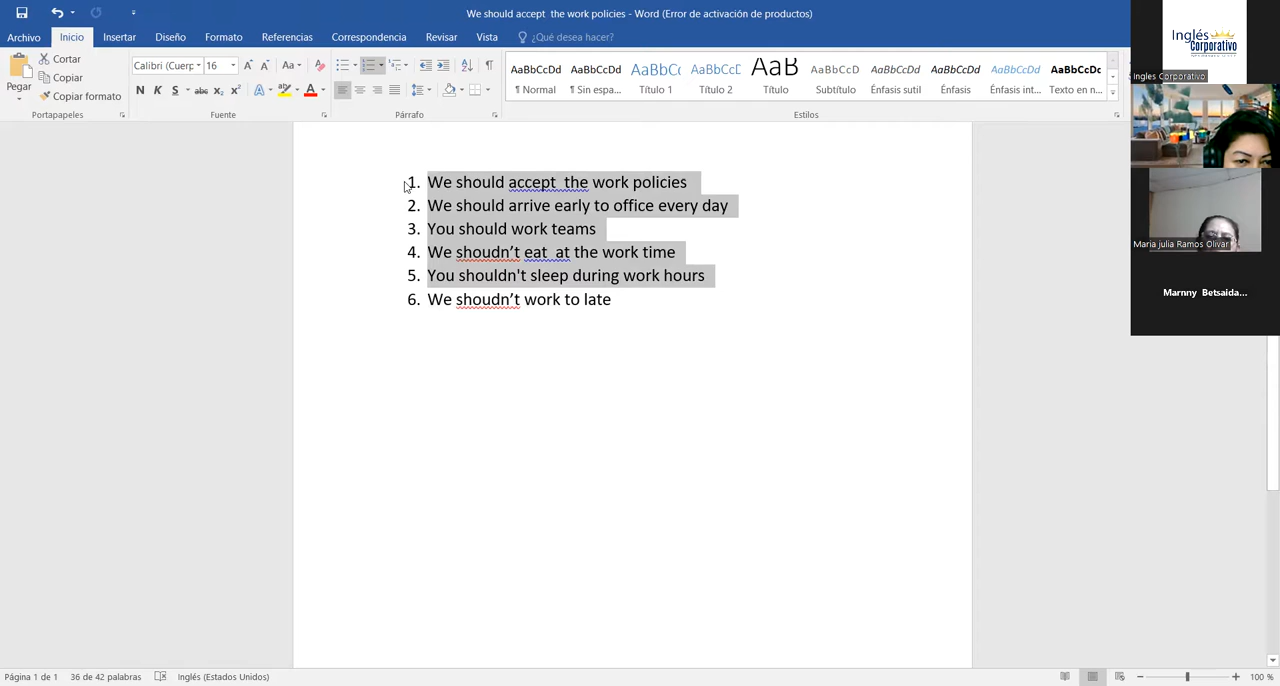 We should accept  the work policies - Word (Error de activación de productos)
Archivo Inicio Insertar Diseño Formato Referencias Correspondencia Revisar Vista ¿Qué desea hacer?
Pegar
Cortar
Copiar
Copiar formato
Portapapeles
Calibri (Cuerp 16
N K S abc x₂ x²
Fuente
Párrafo
AaBbCcDd AaBbCcDd AaBbCc AaBbCcD AaB AaBbCcD AaBbCcDd AaBbCcDd AaBbCcDd AaBbCcDc
¶ Normal ¶ Sin espa... Título 1 Título 2 Título Subtítulo Énfasis sutil Énfasis Énfasis int... Texto en n...
Estilos
Inglés
Corporativo
Ingles Corporativo
Maria julia Ramos Olivar
Marnny Betsaida...
1. We should accept  the work policies
2. We should arrive early to office every day
3. You should work teams
4. We shoudn’t eat  at the work time
5. You shouldn't sleep during work hours
6. We shoudn’t work to late
Página 1 de 1 36 de 42 palabras Inglés (Estados Unidos) 100 %